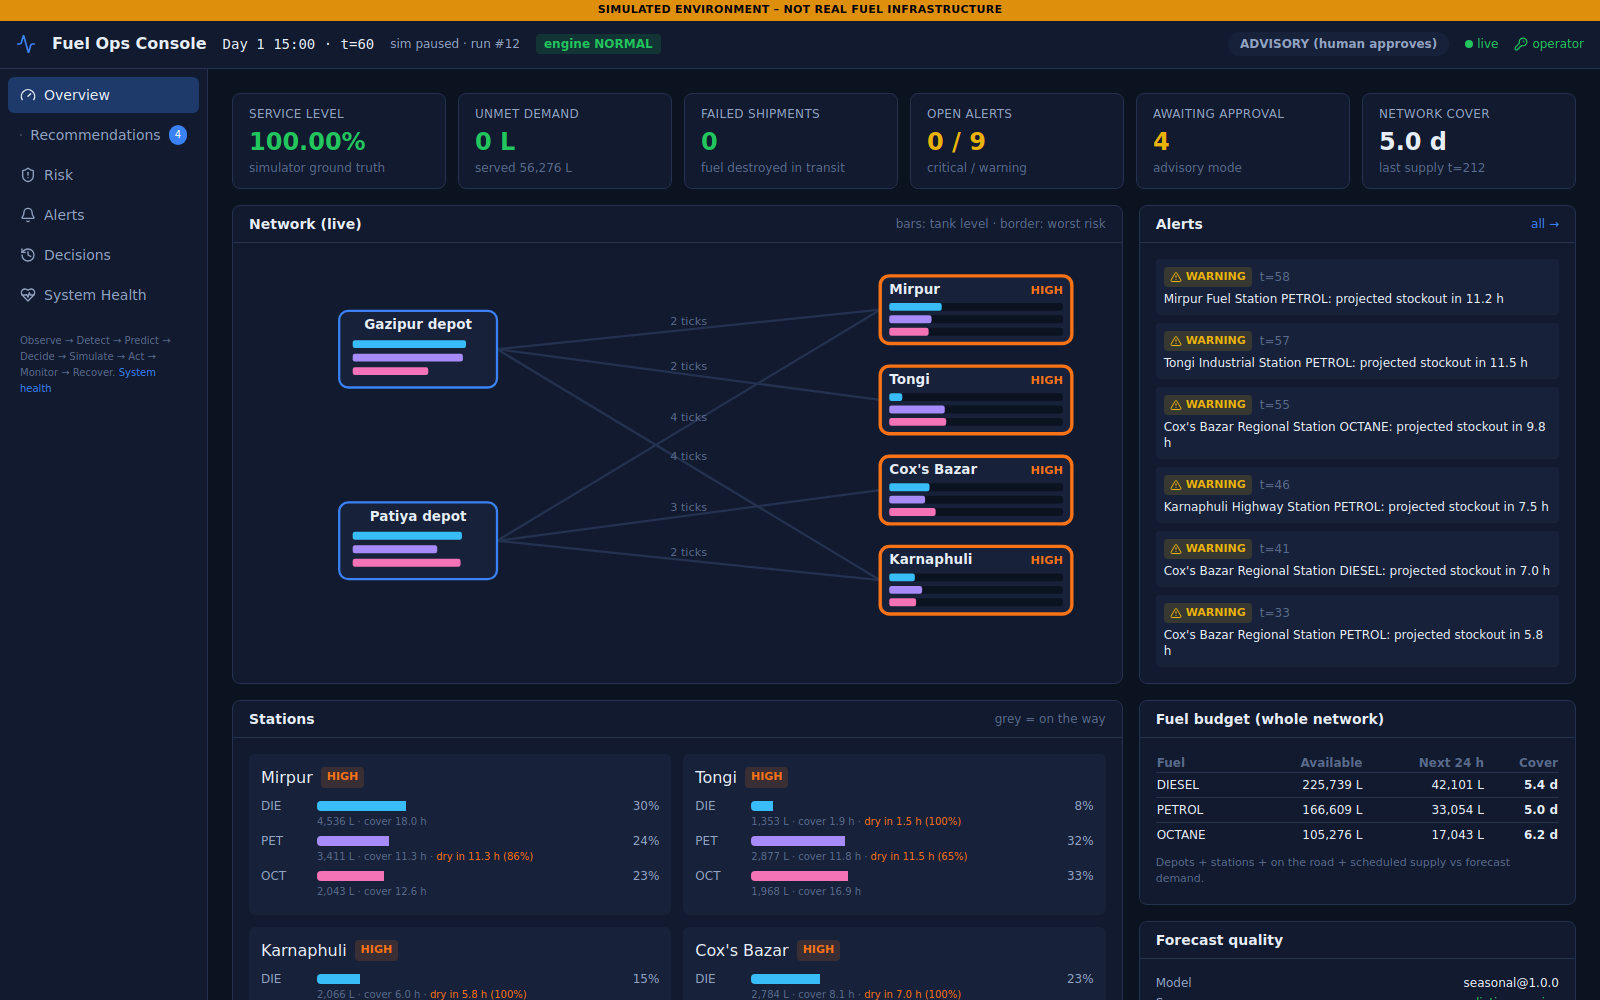 SIMULATED ENVIRONMENT – NOT REAL FUEL INFRASTRUCTURE
Fuel Ops Console
Day 1 15:00 · t=60
sim paused · run #12
engine NORMAL
ADVISORY (human approves)
live
operator
Overview
Recommendations
4
Risk
Alerts
Decisions
System Health
Observe → Detect → Predict →
Decide → Simulate → Act →
Monitor → Recover. System
health
SERVICE LEVEL
100.00%
simulator ground truth
UNMET DEMAND
0 L
served 56,276 L
FAILED SHIPMENTS
0
fuel destroyed in transit
OPEN ALERTS
0 / 9
critical / warning
AWAITING APPROVAL
4
advisory mode
NETWORK COVER
5.0 d
last supply t=212
Network (live)
bars: tank level · border: worst risk
Gazipur depot
Patiya depot
2 ticks
2 ticks
4 ticks
4 ticks
3 ticks
2 ticks
Mirpur HIGH
Tongi HIGH
Cox's Bazar HIGH
Karnaphuli HIGH
Alerts
all →
WARNING t=58
Mirpur Fuel Station PETROL: projected stockout in 11.2 h
WARNING t=57
Tongi Industrial Station PETROL: projected stockout in 11.5 h
WARNING t=55
Cox's Bazar Regional Station OCTANE: projected stockout in 9.8
h
WARNING t=46
Karnaphuli Highway Station PETROL: projected stockout in 7.5 h
WARNING t=41
Cox's Bazar Regional Station DIESEL: projected stockout in 7.0 h
WARNING t=33
Cox's Bazar Regional Station PETROL: projected stockout in 5.8
h
Stations
grey = on the way
Mirpur HIGH
DIE 30%
4,536 L · cover 18.0 h
PET 24%
3,411 L · cover 11.3 h · dry in 11.3 h (86%)
OCT 23%
2,043 L · cover 12.6 h
Tongi HIGH
DIE 8%
1,353 L · cover 1.9 h · dry in 1.5 h (100%)
PET 32%
2,877 L · cover 11.8 h · dry in 11.5 h (65%)
OCT 33%
1,968 L · cover 16.9 h
Karnaphuli HIGH
DIE 15%
2,066 L · cover 6.0 h · dry in 5.8 h (100%)
Cox's Bazar HIGH
DIE 23%
2,784 L · cover 8.1 h · dry in 7.0 h (100%)
Fuel budget (whole network)
Fuel Available Next 24 h Cover
DIESEL 225,739 L 42,101 L 5.4 d
PETROL 166,609 L 33,054 L 5.0 d
OCTANE 105,276 L 17,043 L 6.2 d
Depots + stations + on the road + scheduled supply vs forecast
demand.
Forecast quality
Model seasonal@1.0.0